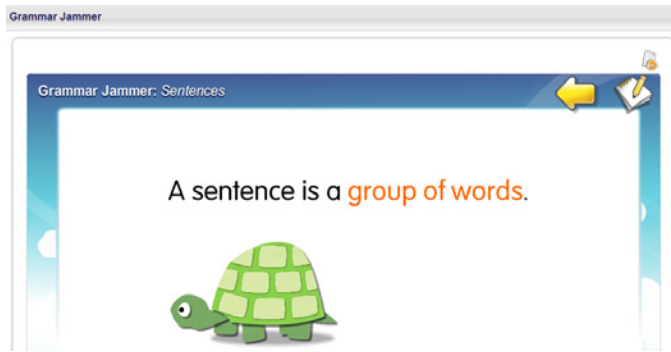 Grammar Jammer
Grammar Jammer: Sentences
A sentence is a group of words.